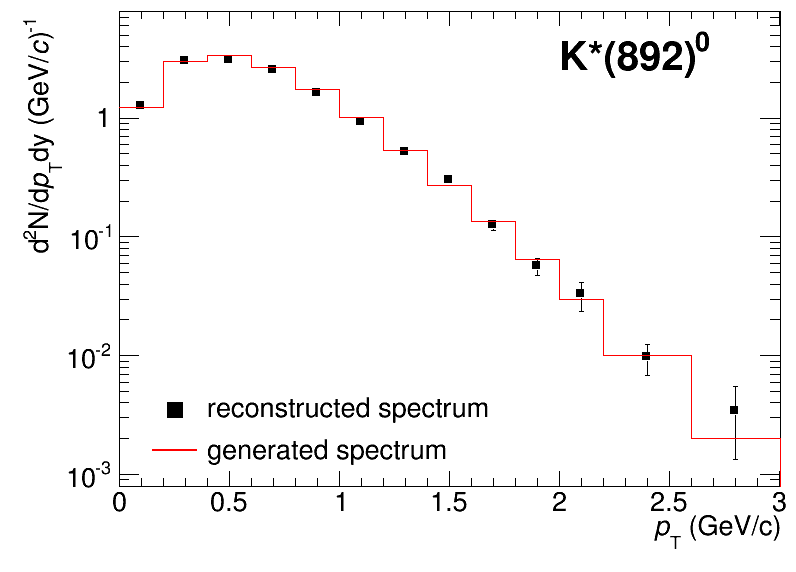 K*(892)⁰
d²N/dp_T dy (GeV/c)⁻¹
1
10⁻¹
10⁻²
10⁻³
reconstructed spectrum
generated spectrum
0 0.5 1 1.5 2 2.5 3
p_T (GeV/c)